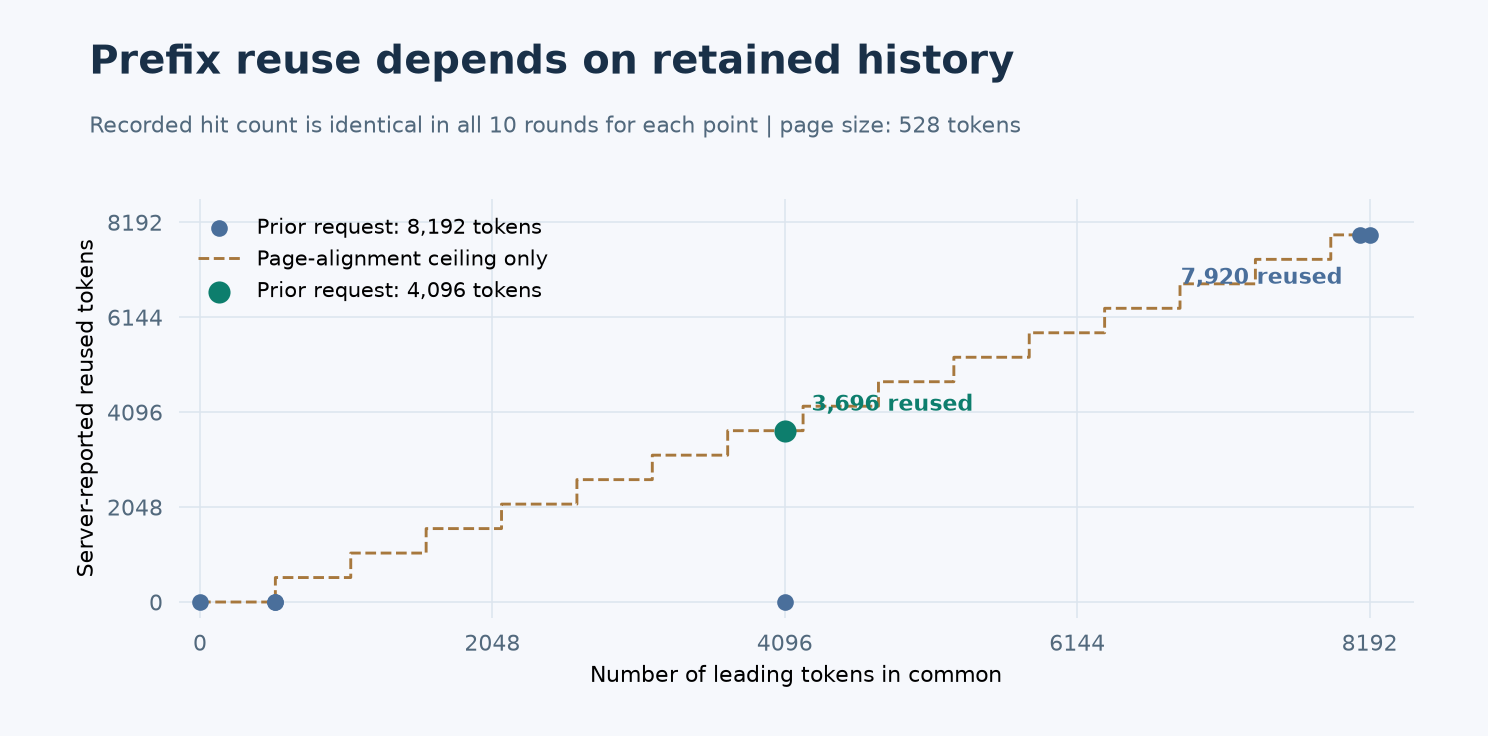 Prefix reuse depends on retained history
Recorded hit count is identical in all 10 rounds for each point | page size: 528 tokens
Prior request: 8,192 tokens
Page-alignment ceiling only
Prior request: 4,096 tokens
Server-reported reused tokens
8192
6144
4096
2048
0
7,920 reused
3,696 reused
0
2048
4096
6144
8192
Number of leading tokens in common